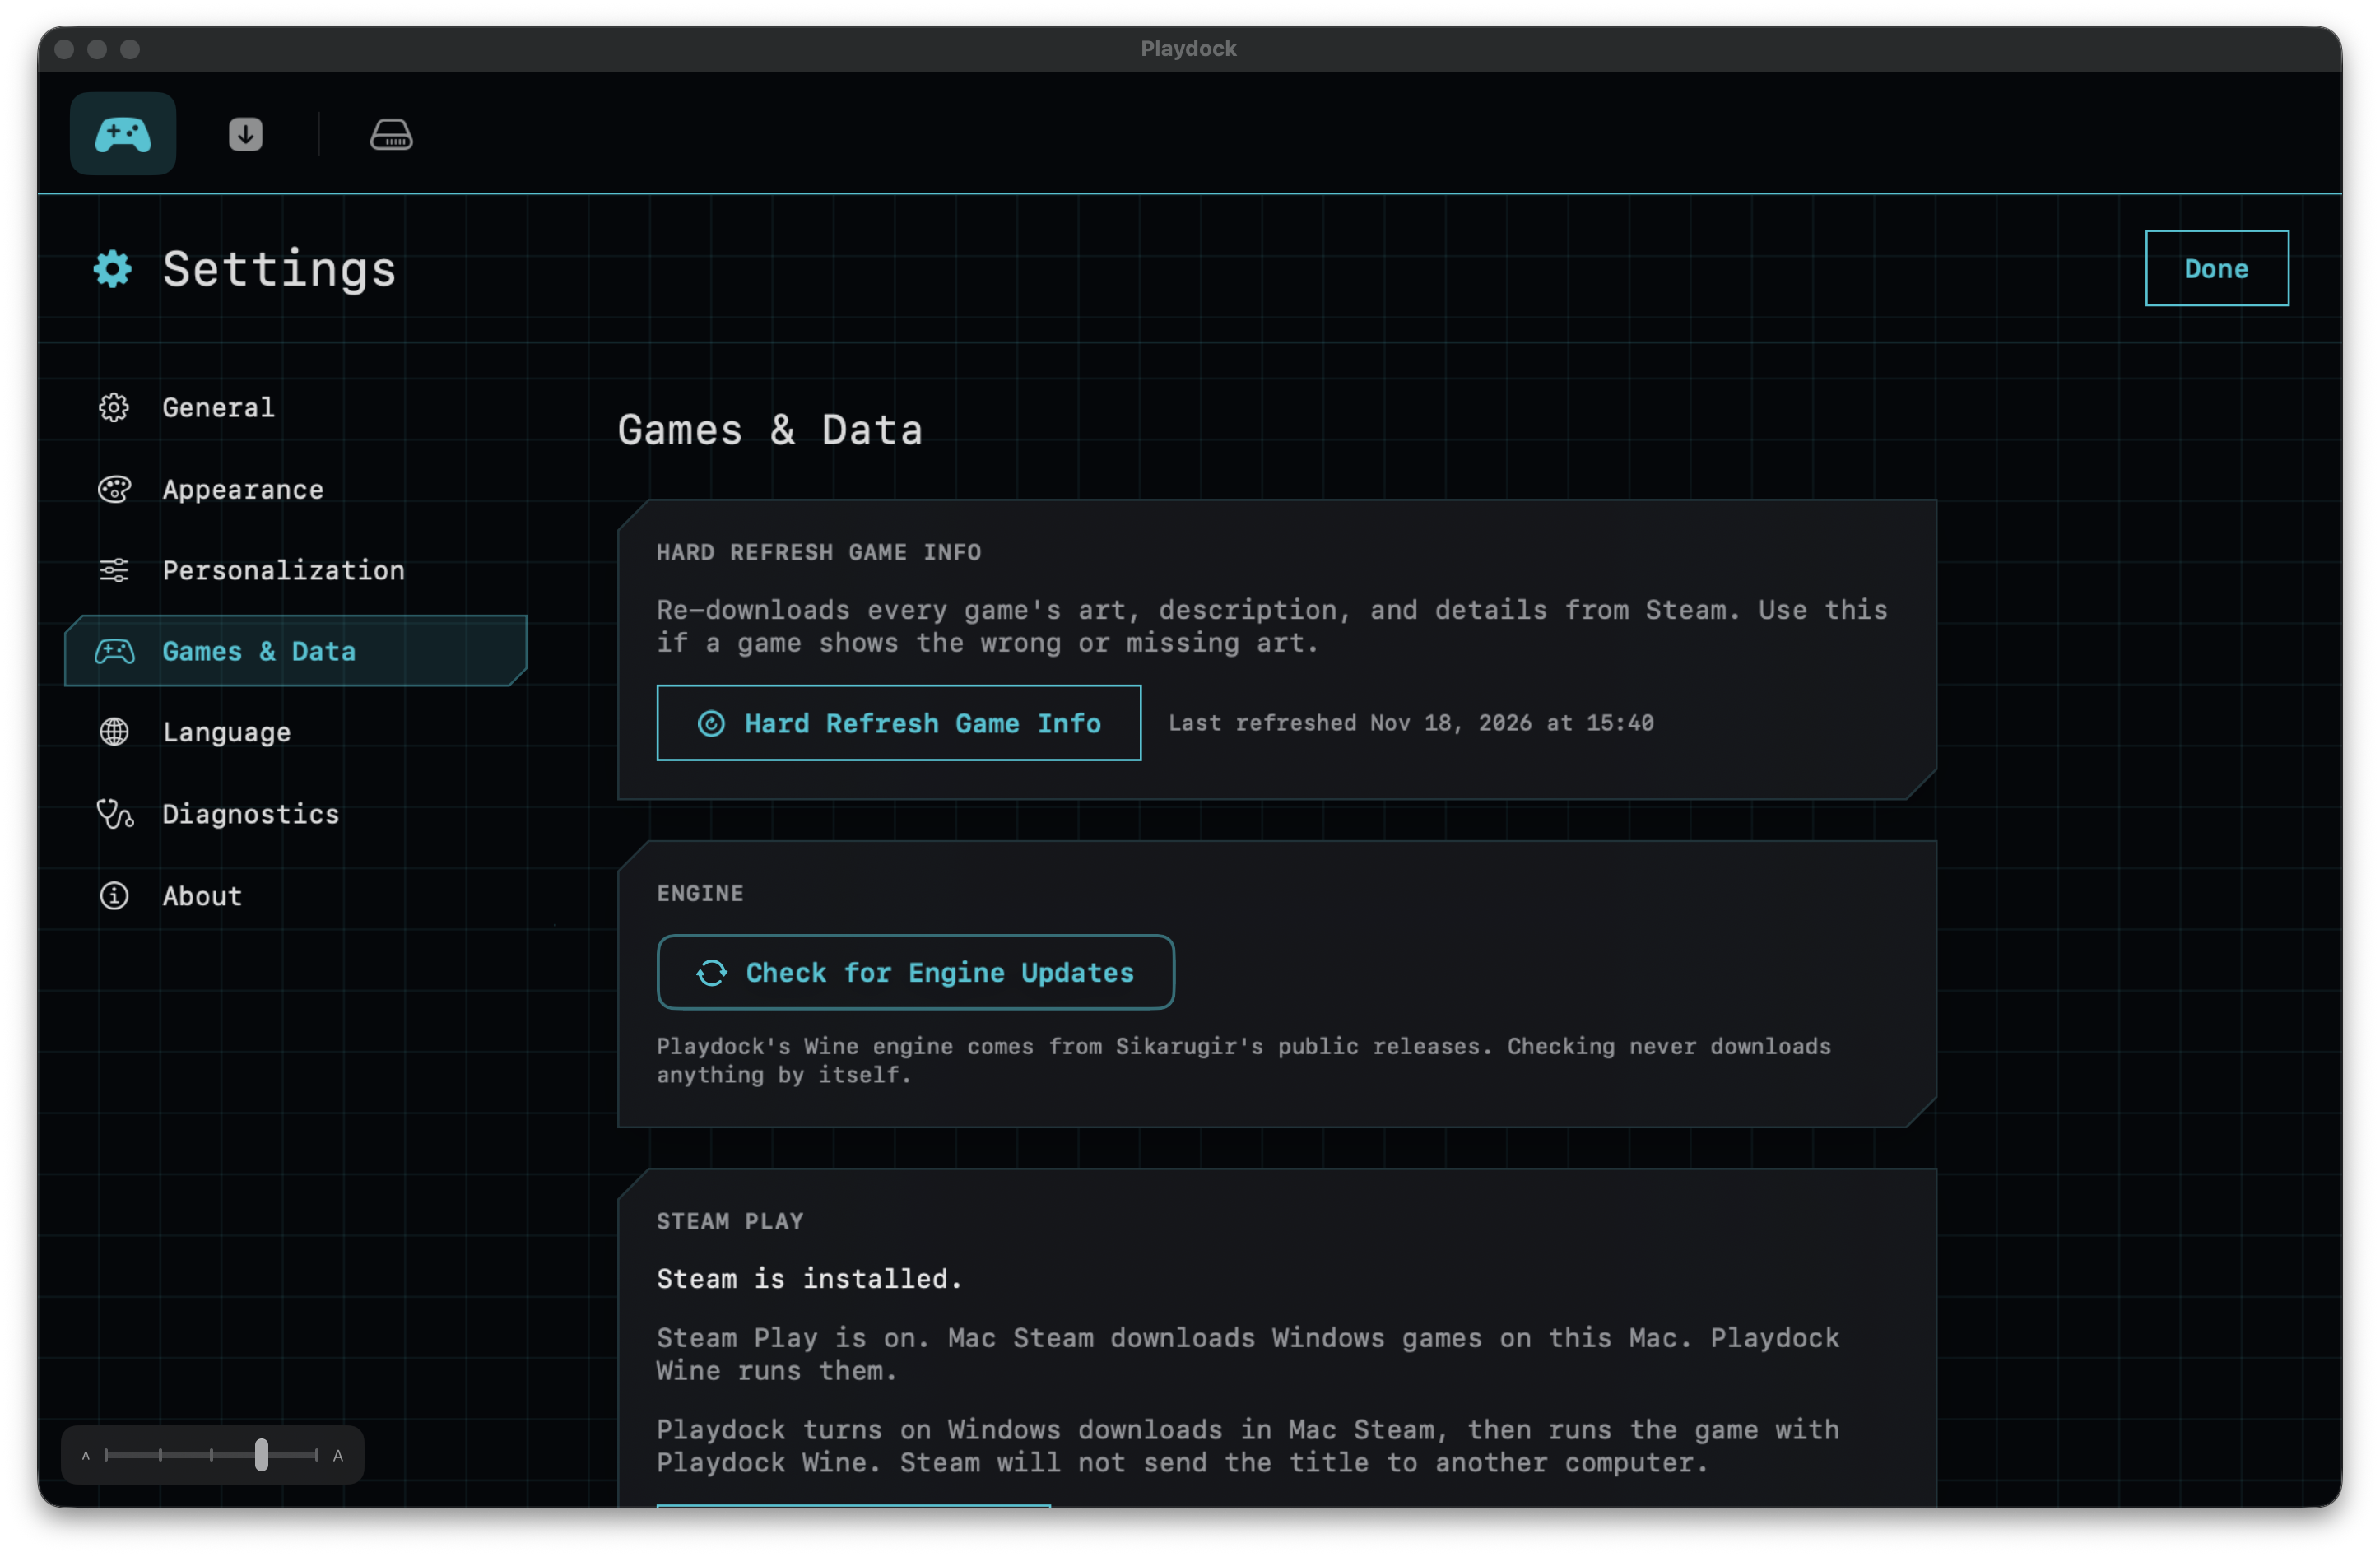 Playdock
Settings
Done
General
Appearance
Personalization
Games & Data
Language
Diagnostics
About
Games & Data
HARD REFRESH GAME INFO
Re-downloads every game's art, description, and details from Steam. Use this
if a game shows the wrong or missing art.
Hard Refresh Game Info
Last refreshed Nov 18, 2026 at 15:40
ENGINE
Check for Engine Updates
Playdock's Wine engine comes from Sikarugir's public releases. Checking never downloads
anything by itself.
STEAM PLAY
Steam is installed.
Steam Play is on. Mac Steam downloads Windows games on this Mac. Playdock
Wine runs them.
Playdock turns on Windows downloads in Mac Steam, then runs the game with
Playdock Wine. Steam will not send the title to another computer.
A A